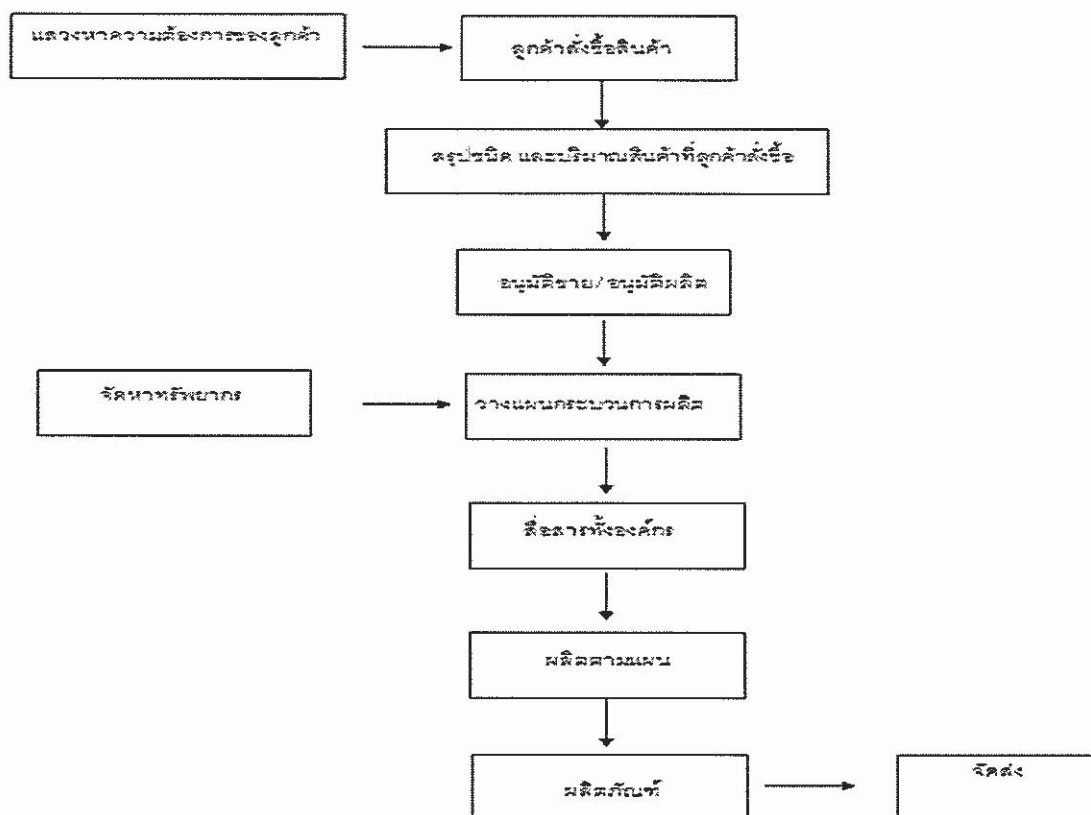 แสวงหาความต้องการของลูกค้า
ลูกค้าสั่งซื้อสินค้า
สรุปชนิด และปริมาณสินค้าที่ลูกค้าสั่งซื้อ
อนุมัติขาย/อนุมัติผลิต
จัดหาทรัพยากร
วางแผนกระบวนการผลิต
สื่อสารทั้งองค์กร
ผลิตตามแผน
ผลิตภัณฑ์
จัดส่ง